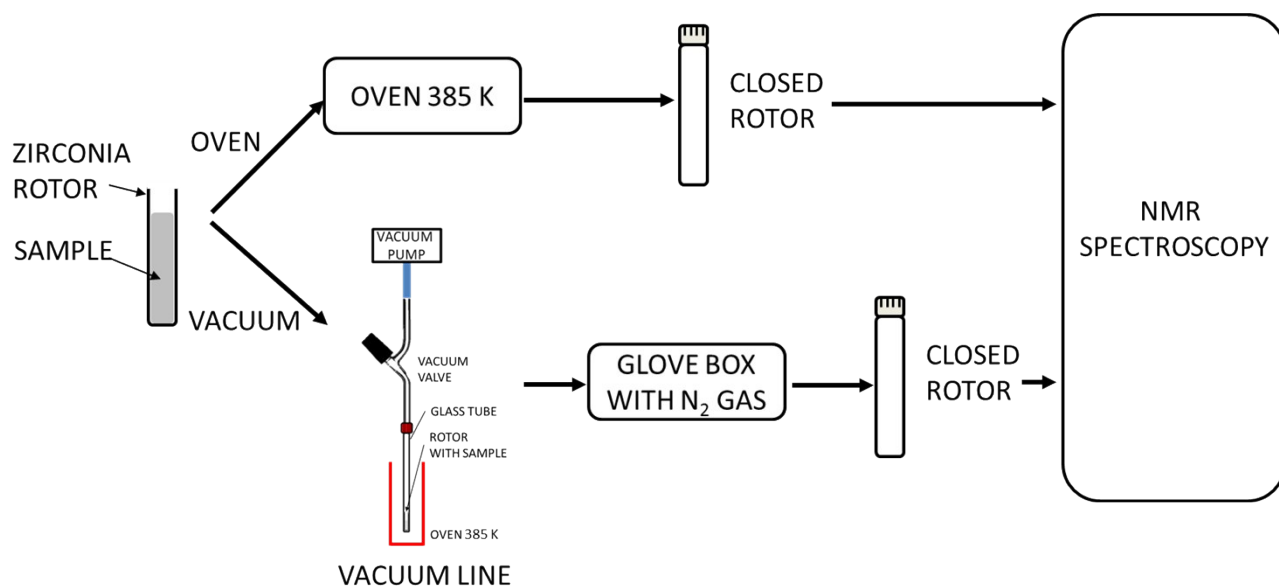 ZIRCONIA
ROTOR
SAMPLE
OVEN
VACUUM
OVEN 385 K
CLOSED
ROTOR
VACUUM
PUMP
VACUUM
VALVE
GLASS TUBE
ROTOR
WITH SAMPLE
OVEN 385 K
VACUUM LINE
GLOVE BOX
WITH N₂ GAS
CLOSED
ROTOR
NMR
SPECTROSCOPY